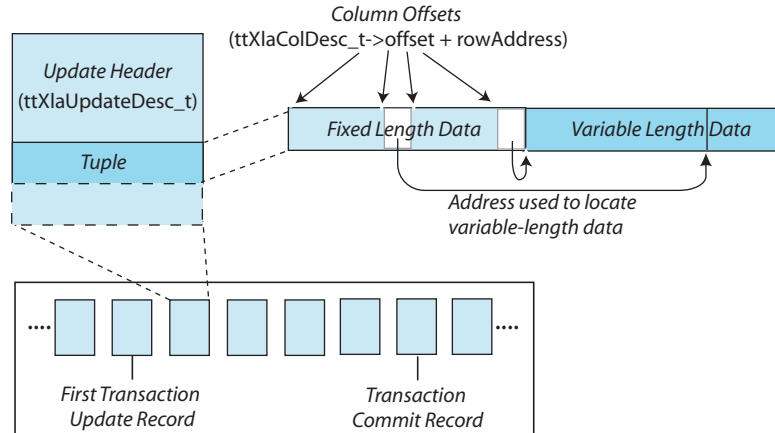 Column Offsets
(ttXlaColDesc_t->offset + rowAddress)
Update Header
(ttXlaUpdateDesc_t)
Fixed Length Data
Variable Length Data
Tuple
Address used to locate
variable-length data
....
....
First Transaction
Update Record
Transaction
Commit Record